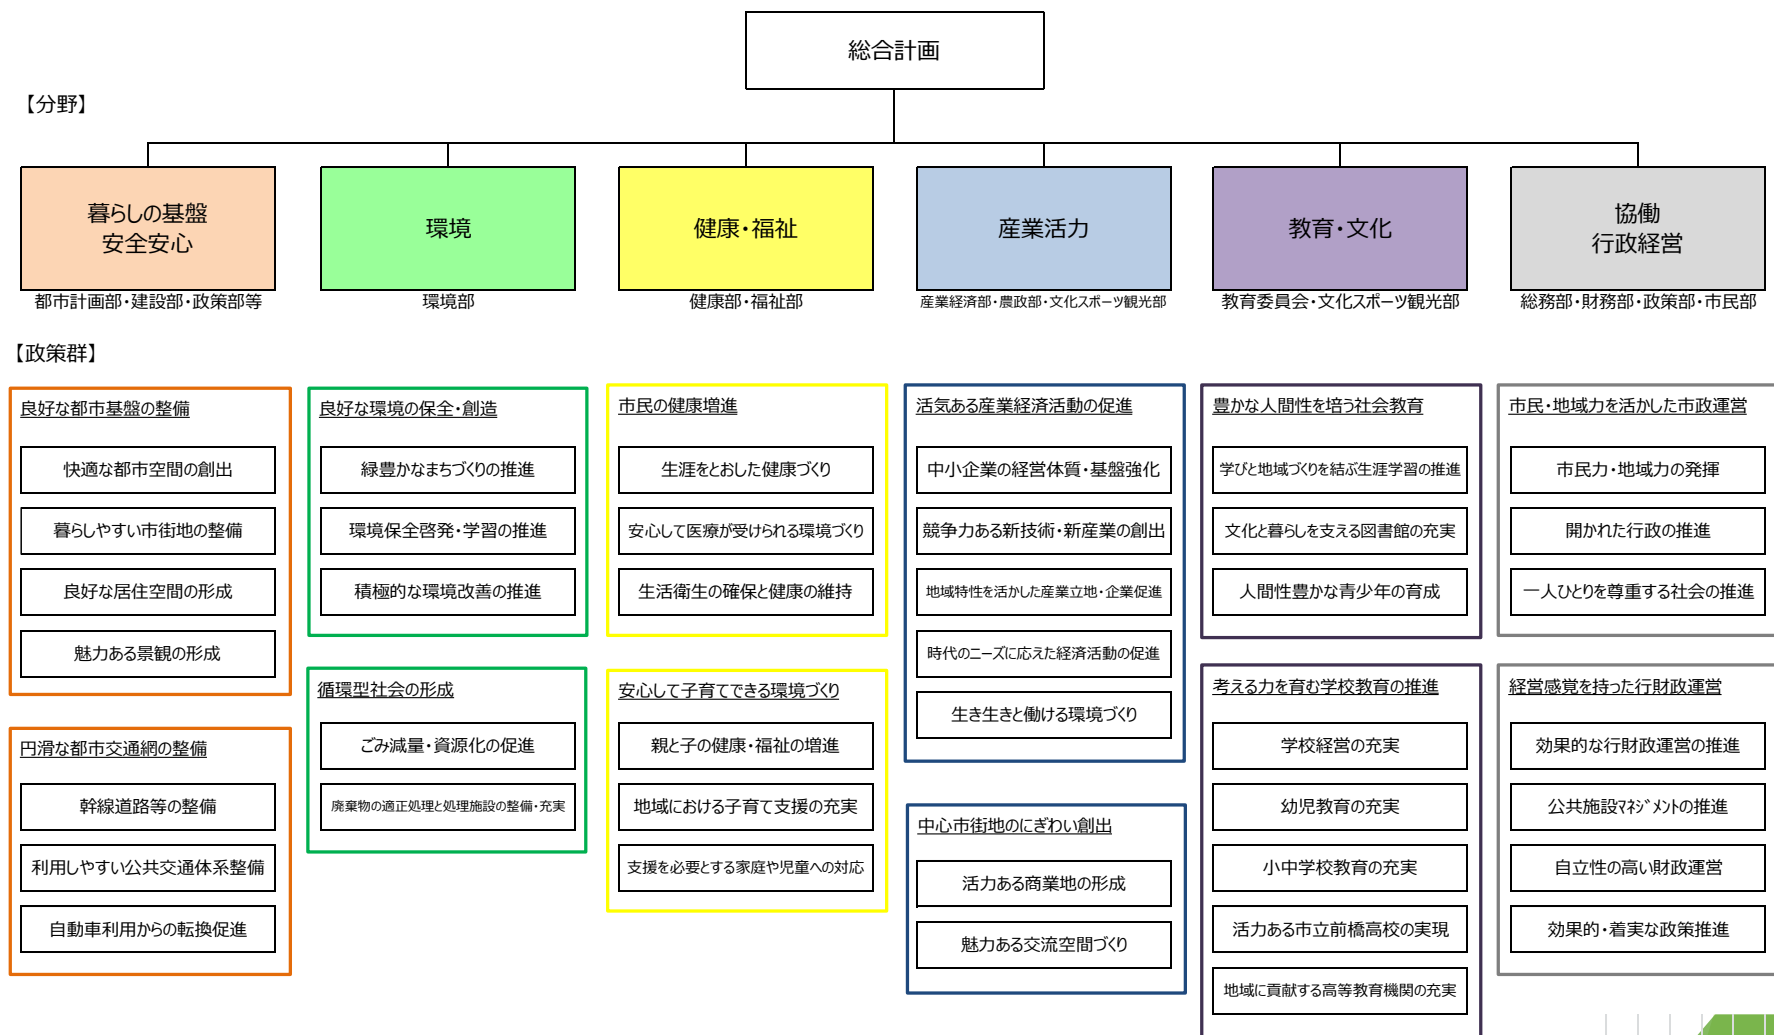 総合計画
【分野】
暮らしの基盤
安全安心
都市計画部・建設部・政策部等
環境
環境部
健康・福祉
健康部・福祉部
産業活力
産業経済部・農政部・文化スポーツ観光部
教育・文化
教育委員会・文化スポーツ観光部
協働
行政経営
総務部・財務部・政策部・市民部
【政策群】
良好な都市基盤の整備
快適な都市空間の創出
暮らしやすい市街地の整備
良好な居住空間の形成
魅力ある景観の形成
円滑な都市交通網の整備
幹線道路等の整備
利用しやすい公共交通体系整備
自動車利用からの転換促進
良好な環境の保全・創造
緑豊かなまちづくりの推進
環境保全啓発・学習の推進
積極的な環境改善の推進
循環型社会の形成
ごみ減量・資源化の促進
廃棄物の適正処理と処理施設の整備・充実
市民の健康増進
生涯をとおした健康づくり
安心して医療が受けられる環境づくり
生活衛生の確保と健康の維持
安心して子育てできる環境づくり
親と子の健康・福祉の増進
地域における子育て支援の充実
支援を必要とする家庭や児童への対応
活気ある産業経済活動の促進
中小企業の経営体質・基盤強化
競争力ある新技術・新産業の創出
地域特性を活かした産業立地・企業促進
時代のニーズに応えた経済活動の促進
生き生きと働ける環境づくり
中心市街地のにぎわい創出
活力ある商業地の形成
魅力ある交流空間づくり
豊かな人間性を培う社会教育
学びと地域づくりを結ぶ生涯学習の推進
文化と暮らしを支える図書館の充実
人間性豊かな青少年の育成
考える力を育む学校教育の推進
学校経営の充実
幼児教育の充実
小中学校教育の充実
活力ある市立前橋高校の実現
地域に貢献する高等教育機関の充実
市民・地域力を活かした市政運営
市民力・地域力の発揮
開かれた行政の推進
一人ひとりを尊重する社会の推進
経営感覚を持った行財政運営
効果的な行財政運営の推進
公共施設ﾏﾈｼﾞﾒﾝﾄの推進
自立性の高い財政運営
効果的・着実な政策推進